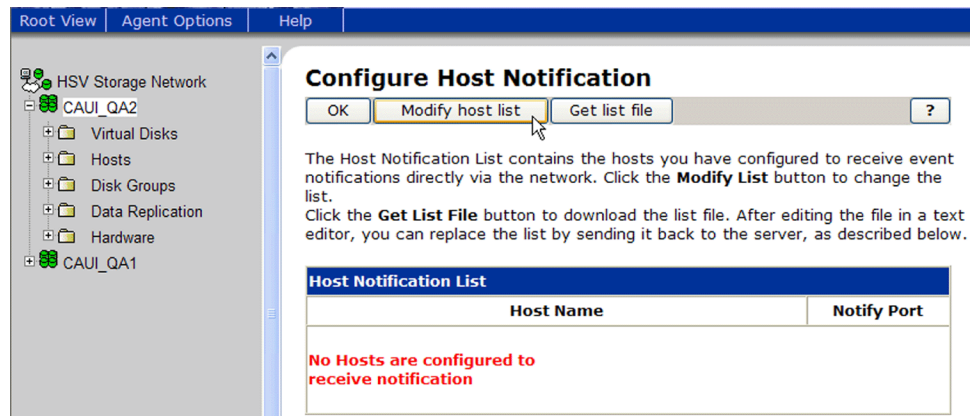 Root View Agent Options Help
HSV Storage Network
CAUI_QA2
Virtual Disks
Hosts
Disk Groups
Data Replication
Hardware
CAUI_QA1
Configure Host Notification
OK Modify host list Get list file ?
The Host Notification List contains the hosts you have configured to receive event
notifications directly via the network. Click the Modify List button to change the
list.
Click the Get List File button to download the list file. After editing the file in a text
editor, you can replace the list by sending it back to the server, as described below.
Host Notification List
Host Name Notify Port
No Hosts are configured to
receive notification